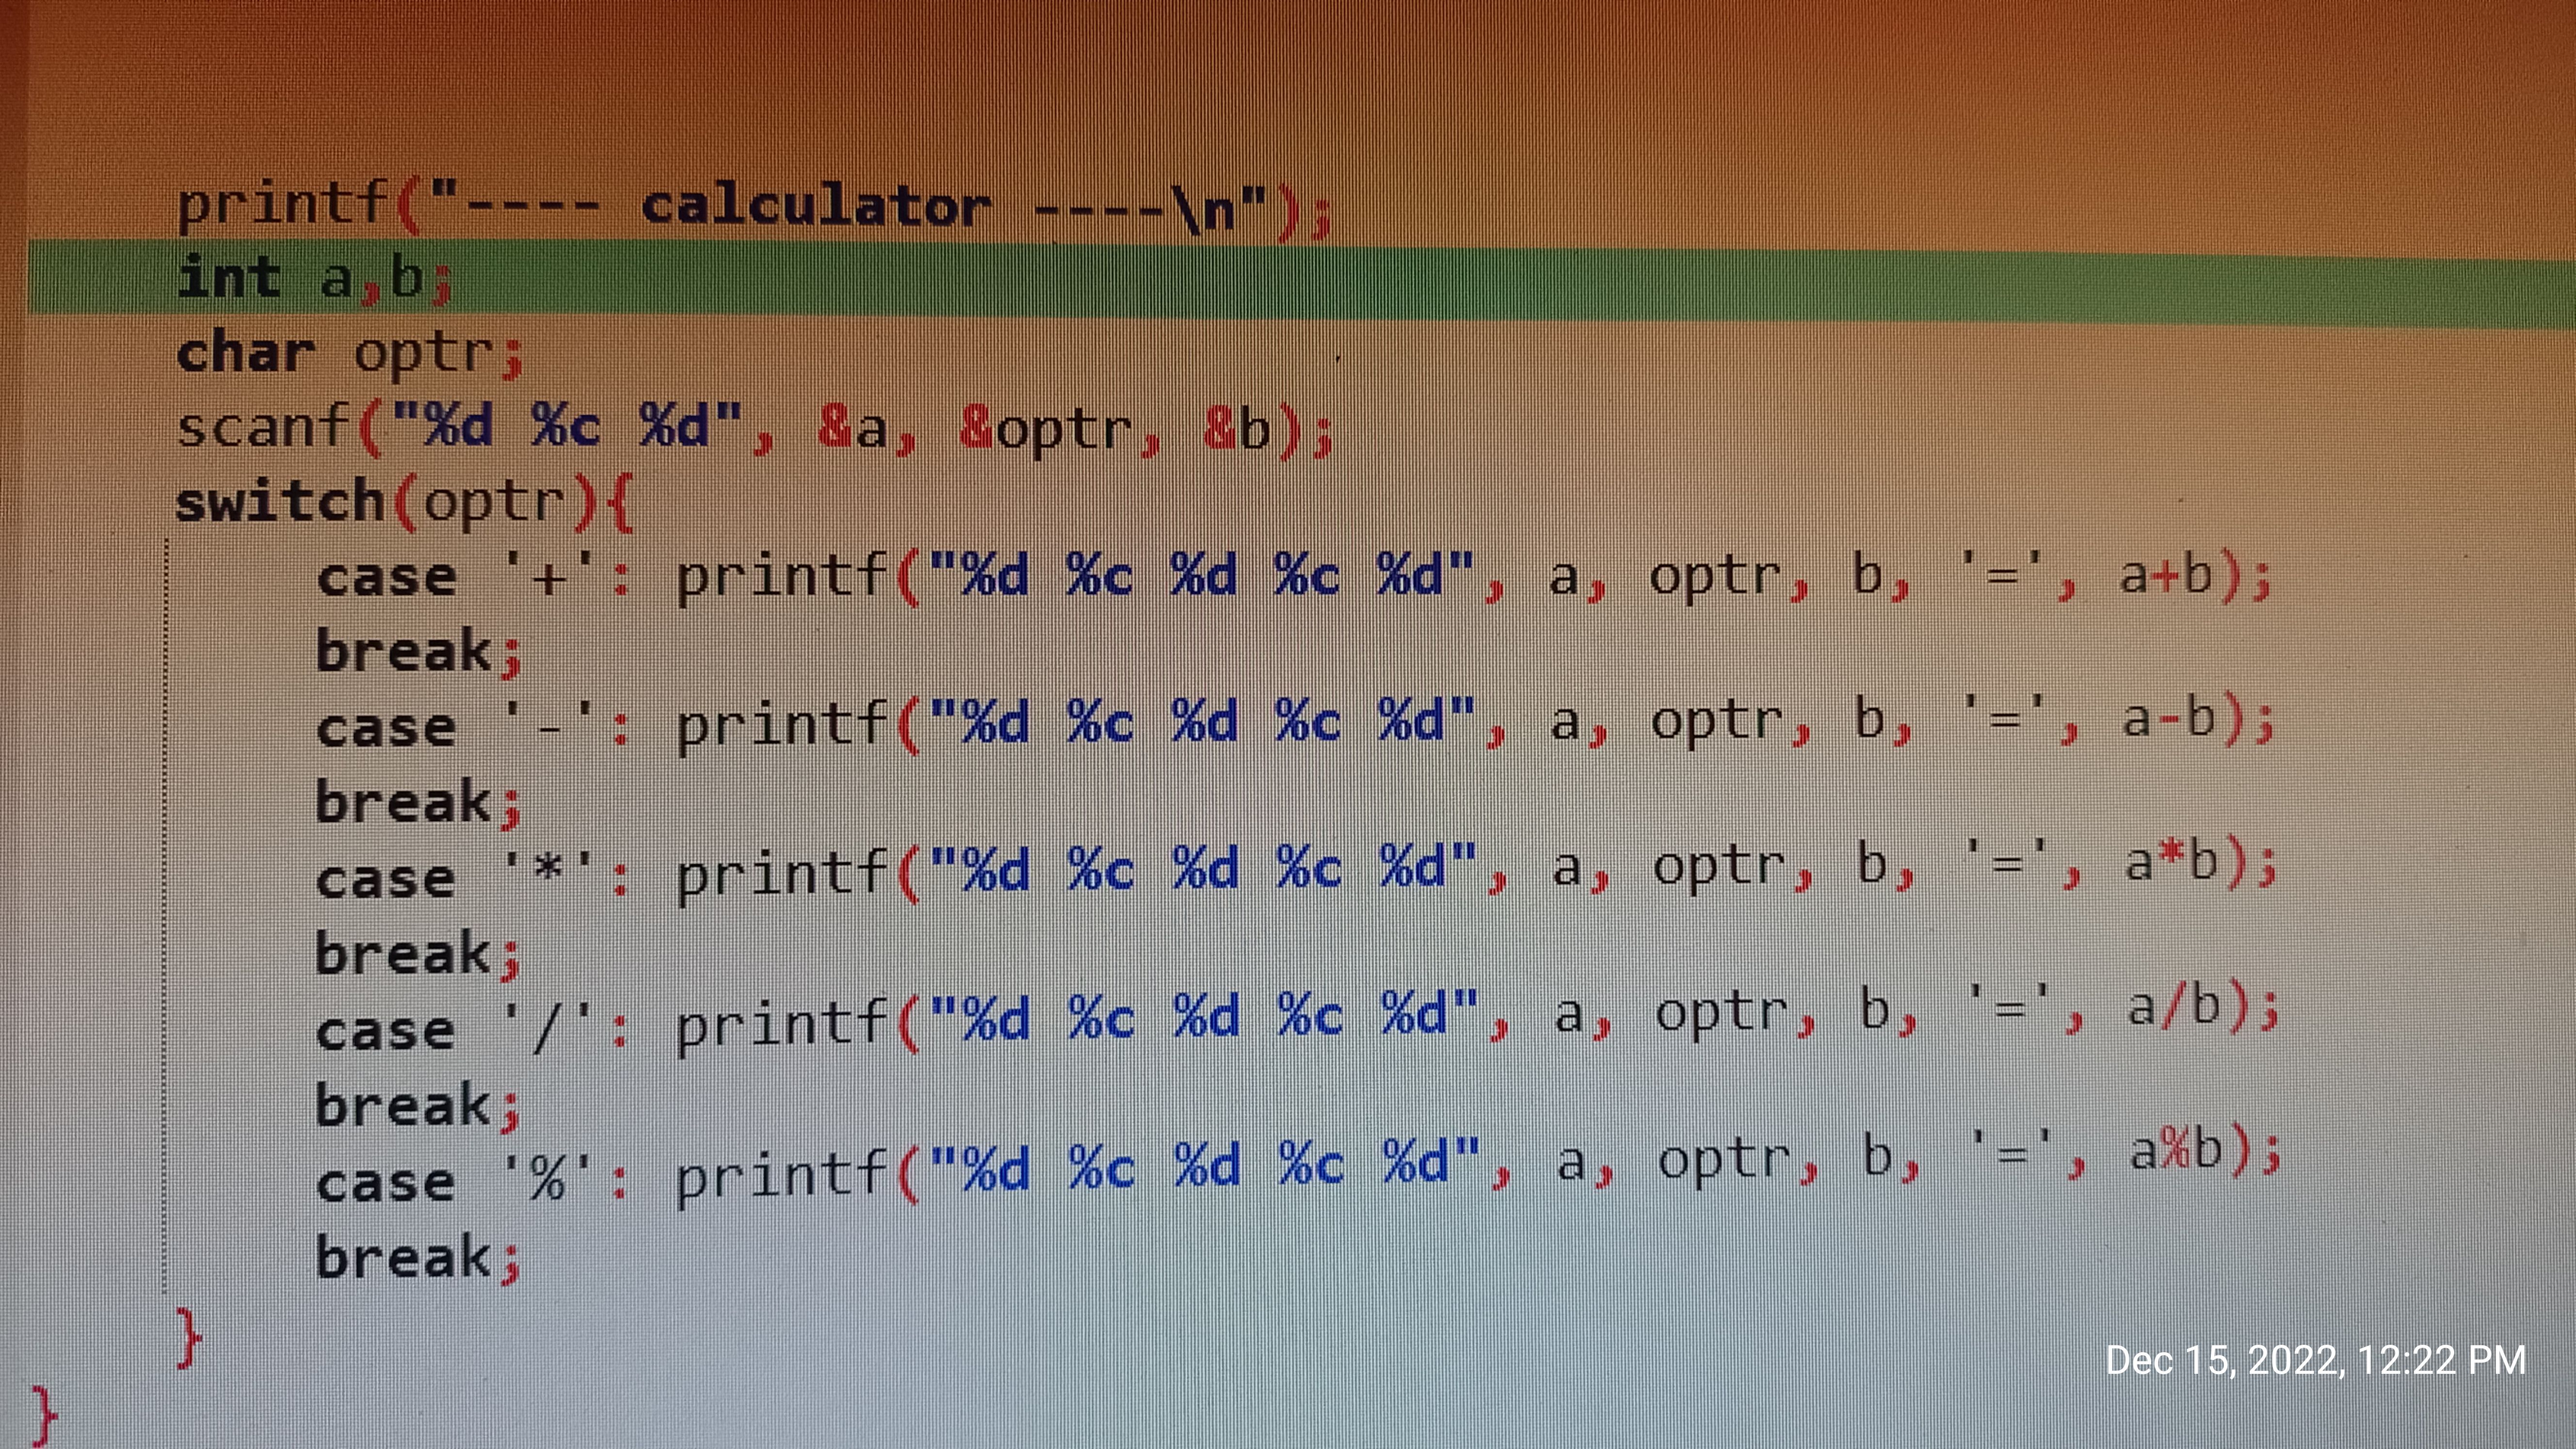 printf("---- calculator ----\n");
int a,b;
char optr;
scanf("%d %c %d", &a, &optr, &b);
switch(optr){
case '+': printf("%d %c %d %c %d", a, optr, b, '=', a+b);
break;
case '-': printf("%d %c %d %c %d", a, optr, b, '=', a-b);
break;
case '*': printf("%d %c %d %c %d", a, optr, b, '=', a*b);
break;
case '/': printf("%d %c %d %c %d", a, optr, b, '=', a/b);
break;
case '%': printf("%d %c %d %c %d", a, optr, b, '=', a%b);
break;
}
}
Dec 15, 2022, 12:22 PM